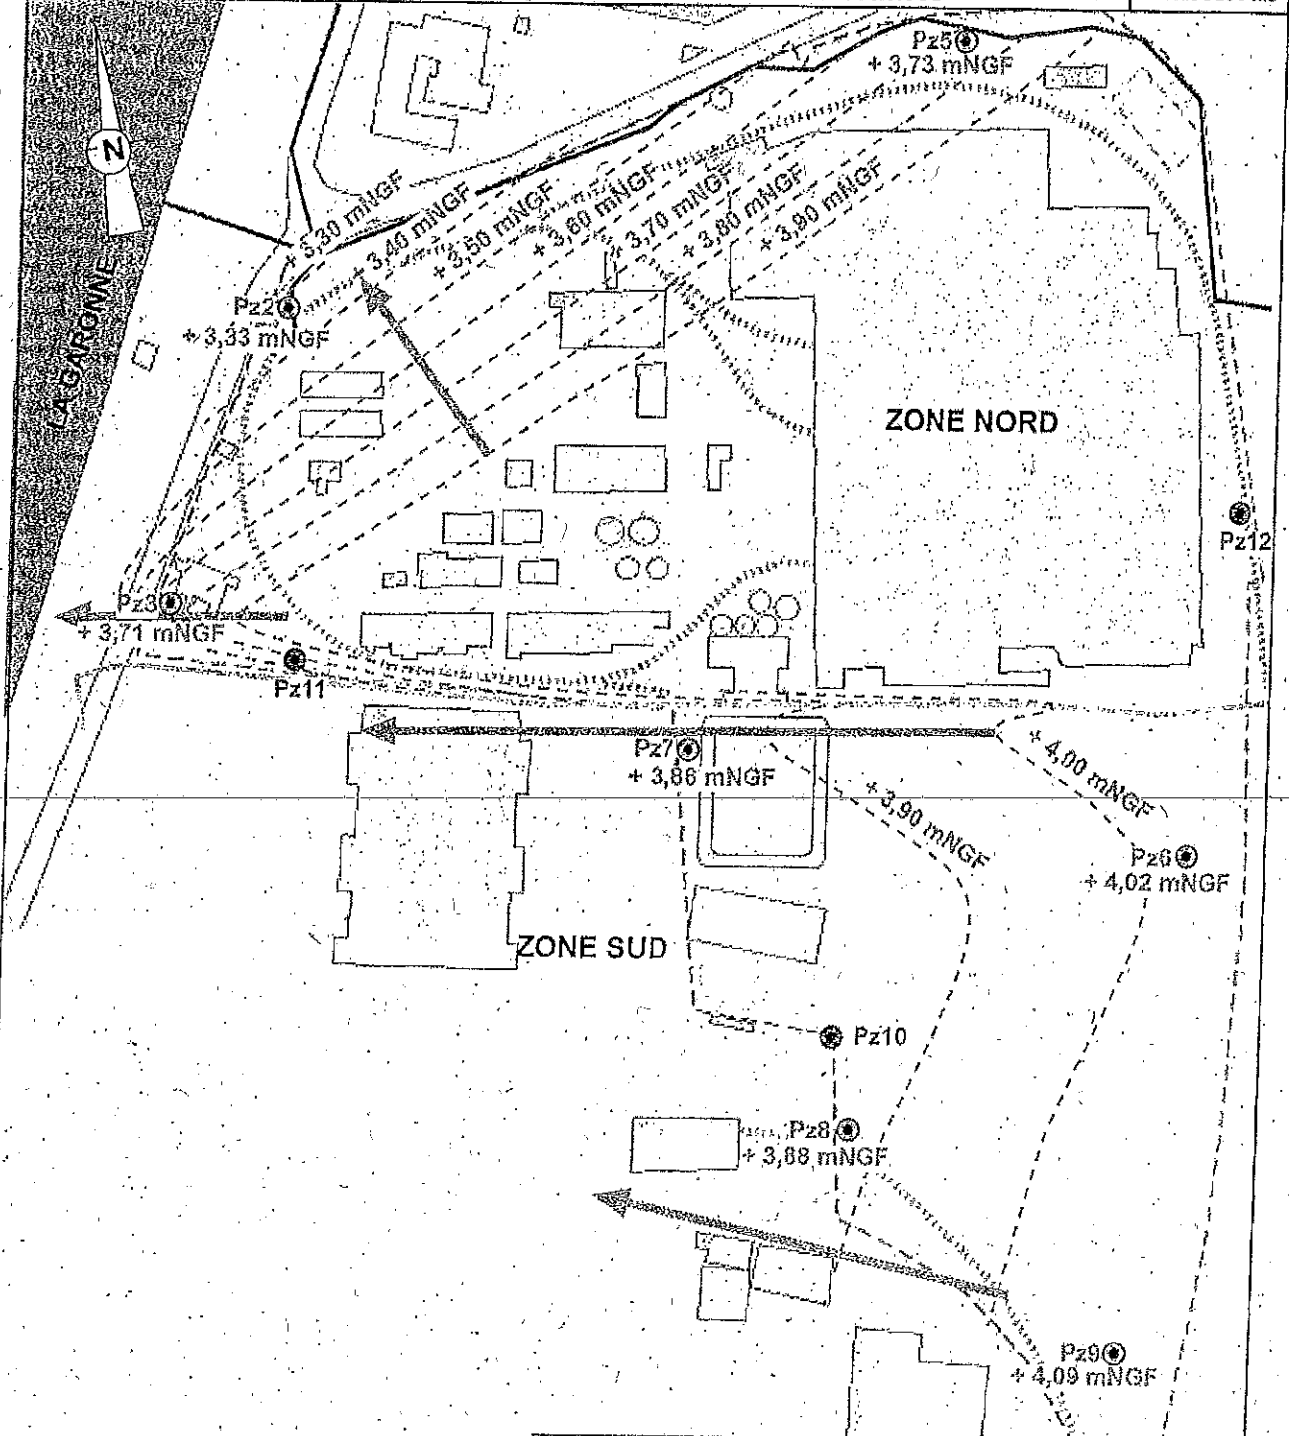 Pz5
+ 3,73 mNGF
N
LA GARONNE
+ 3,30 mNGF
+ 3,40 mNGF
+ 3,50 mNGF
+ 3,60 mNGF
+ 3,70 mNGF
+ 3,80 mNGF
+ 3,90 mNGF
Pz2
+ 3,33 mNGF
ZONE NORD
Pz12
Pz3
+ 3,71 mNGF
Pz11
Pz7
+ 3,86 mNGF
+ 4,00 mNGF
+ 3,90 mNGF
Pz6
+ 4,02 mNGF
ZONE SUD
Pz10
Pz8
+ 3,88 mNGF
Pz9
+ 4,09 mNGF